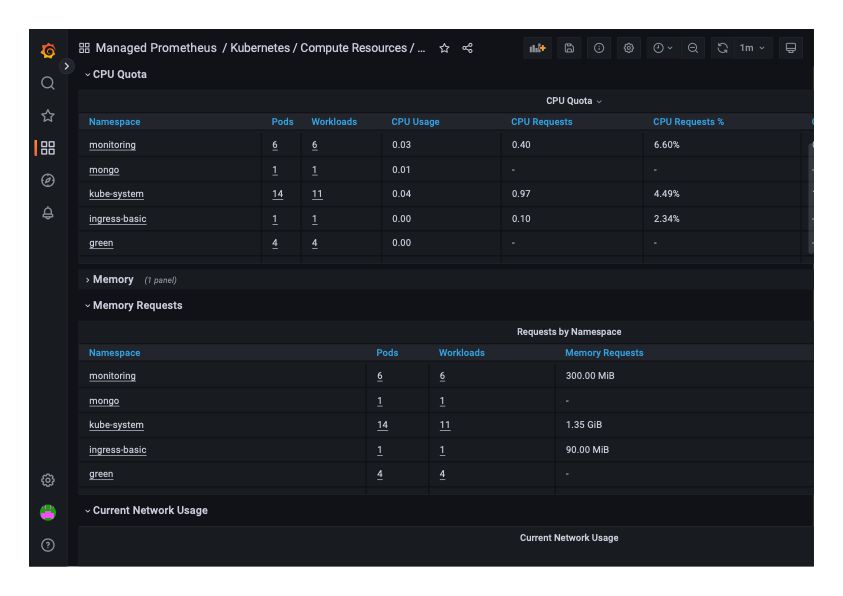 Managed Prometheus / Kubernetes / Compute Resources / ... 1m
CPU Quota
CPU Quota
Namespace Pods Workloads CPU Usage CPU Requests CPU Requests %
monitoring 6 6 0.03 0.40 6.60%
mongo 1 1 0.01 - -
kube-system 14 11 0.04 0.97 4.49%
ingress-basic 1 1 0.00 0.10 2.34%
green 4 4 0.00 - -
Memory (1 panel)
Memory Requests
Requests by Namespace
Namespace Pods Workloads Memory Requests
monitoring 6 6 300.00 MiB
mongo 1 1 -
kube-system 14 11 1.35 GiB
ingress-basic 1 1 90.00 MiB
green 4 4 -
Current Network Usage
Current Network Usage